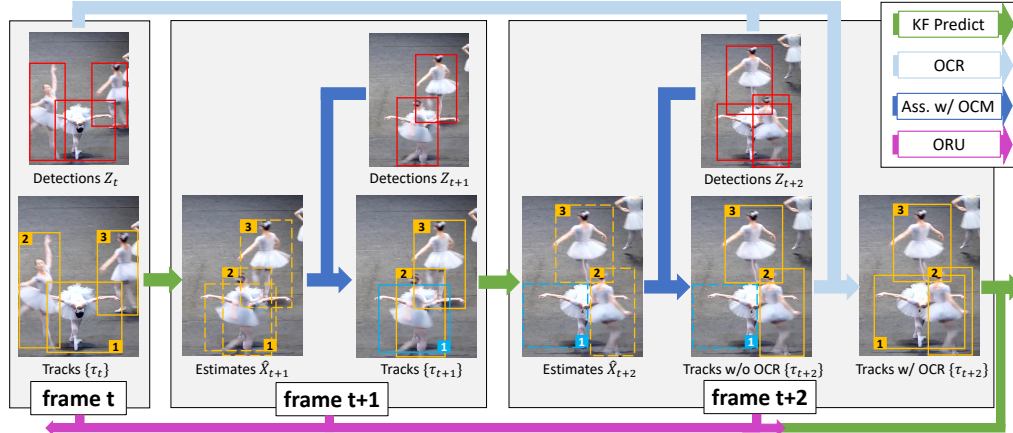 KF Predict
OCR
Ass. w/ OCM
ORU
Detections Z_t
Detections Z_{t+1}
Detections Z_{t+2}
2
3
1
3
2
1
3
2
1
3
2
1
3
2
1
3
2
1
Tracks {τ_t}
Estimates X̂_{t+1}
Tracks {τ_{t+1}}
Estimates X̂_{t+2}
Tracks w/o OCR {τ_{t+2}}
Tracks w/ OCR {τ_{t+2}}
frame t
frame t+1
frame t+2